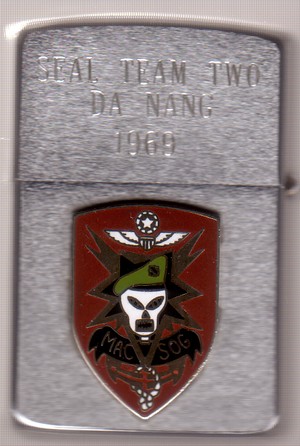 SEAL TEAM TWO
DA NANG
1969
MAC SOG